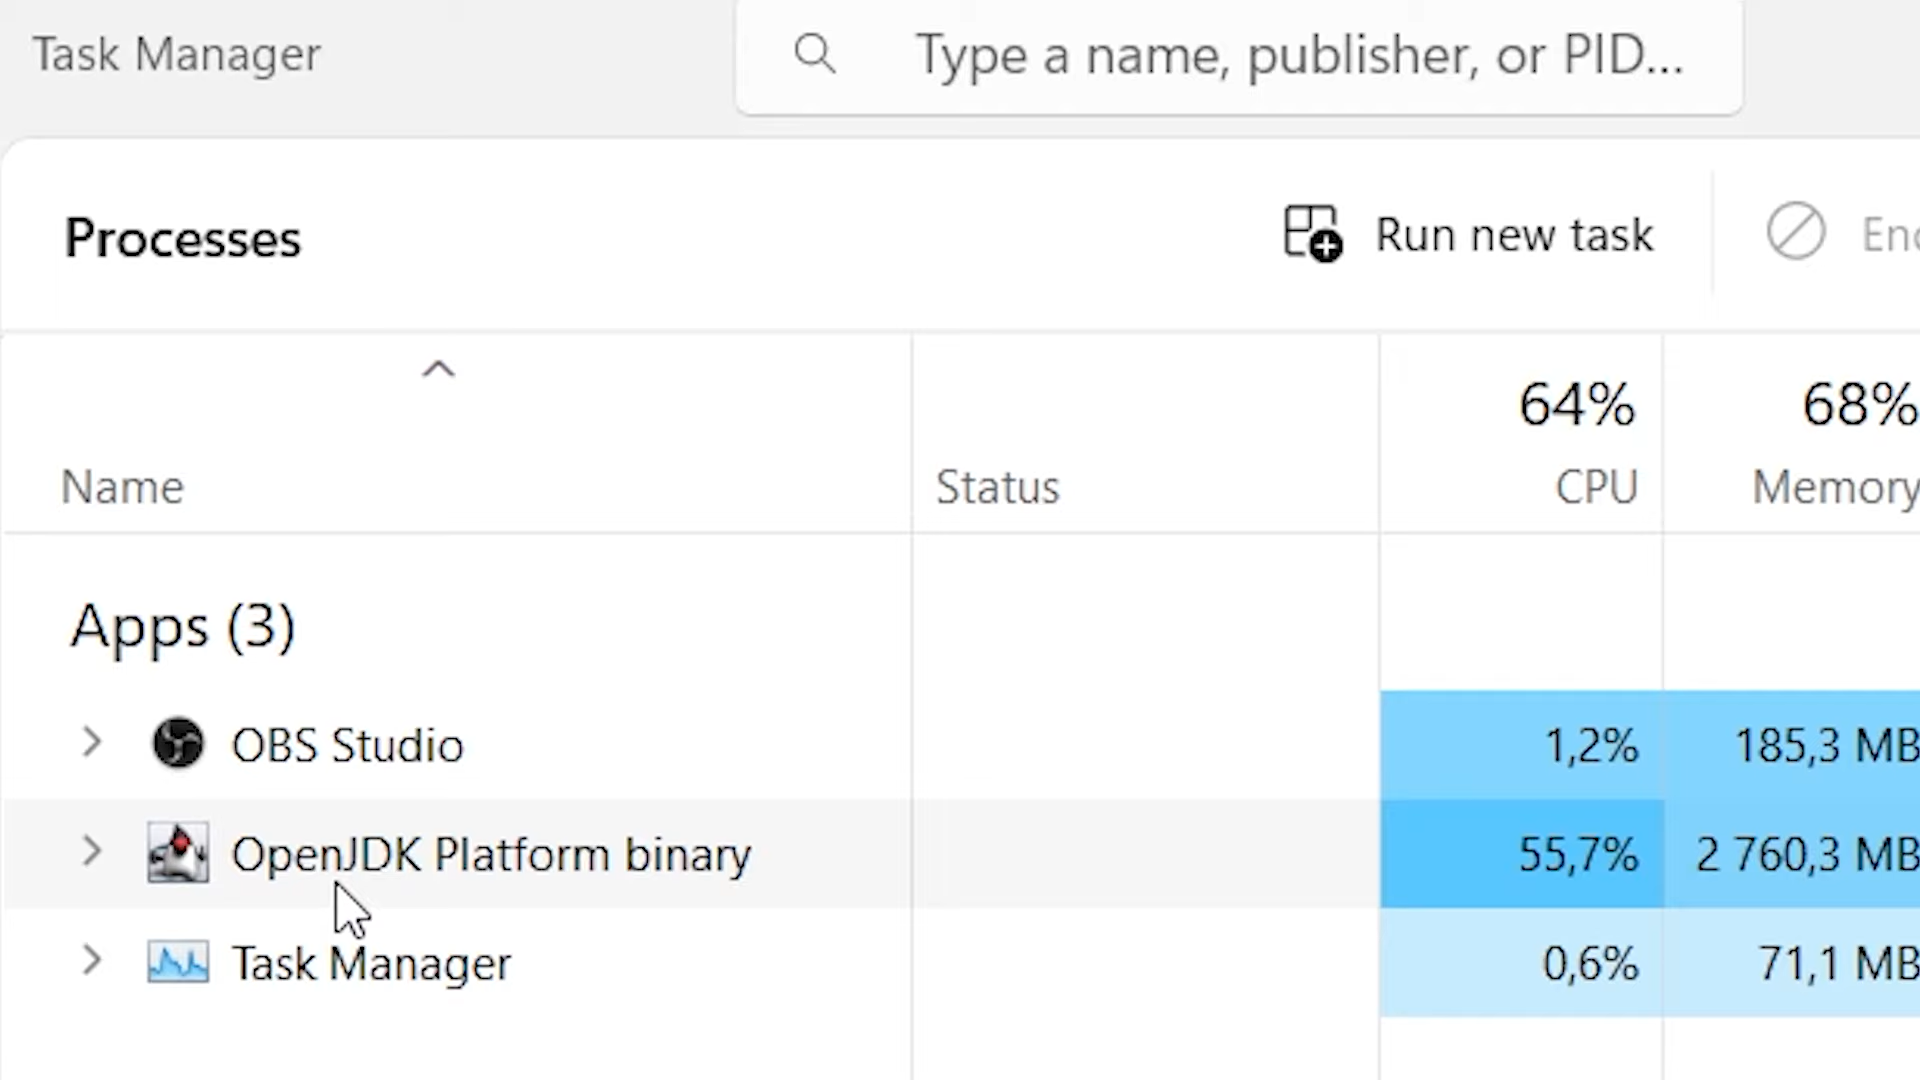 Task Manager
Type a name, publisher, or PID...
Processes
Run new task
64%
68%
Name
Status
CPU
Memory
Apps (3)
OBS Studio
1,2%
185,3 MB
OpenJDK Platform binary
55,7%
2 760,3 MB
Task Manager
0,6%
71,1 MB